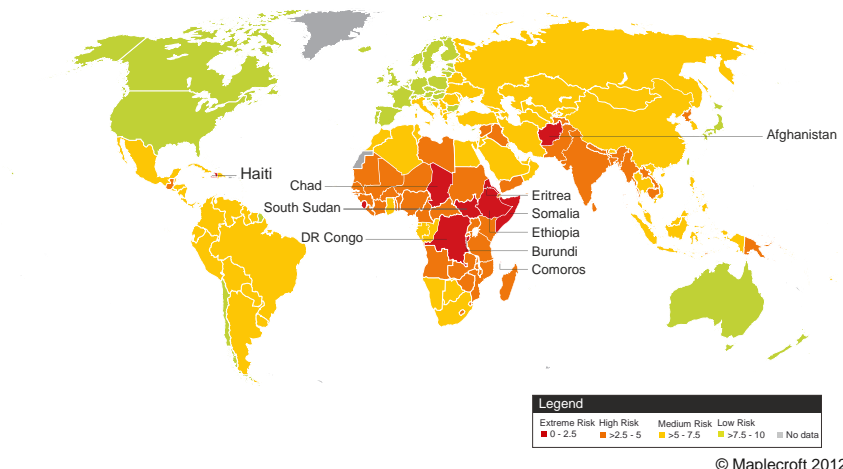 Afghanistan
Haiti
Chad
Eritrea
South Sudan
Somalia
Ethiopia
DR Congo
Burundi
Comoros
Legend
Extreme Risk High Risk Medium Risk Low Risk
0 - 2.5 >2.5 - 5 >5 - 7.5 >7.5 - 10 No data
© Maplecroft 2012